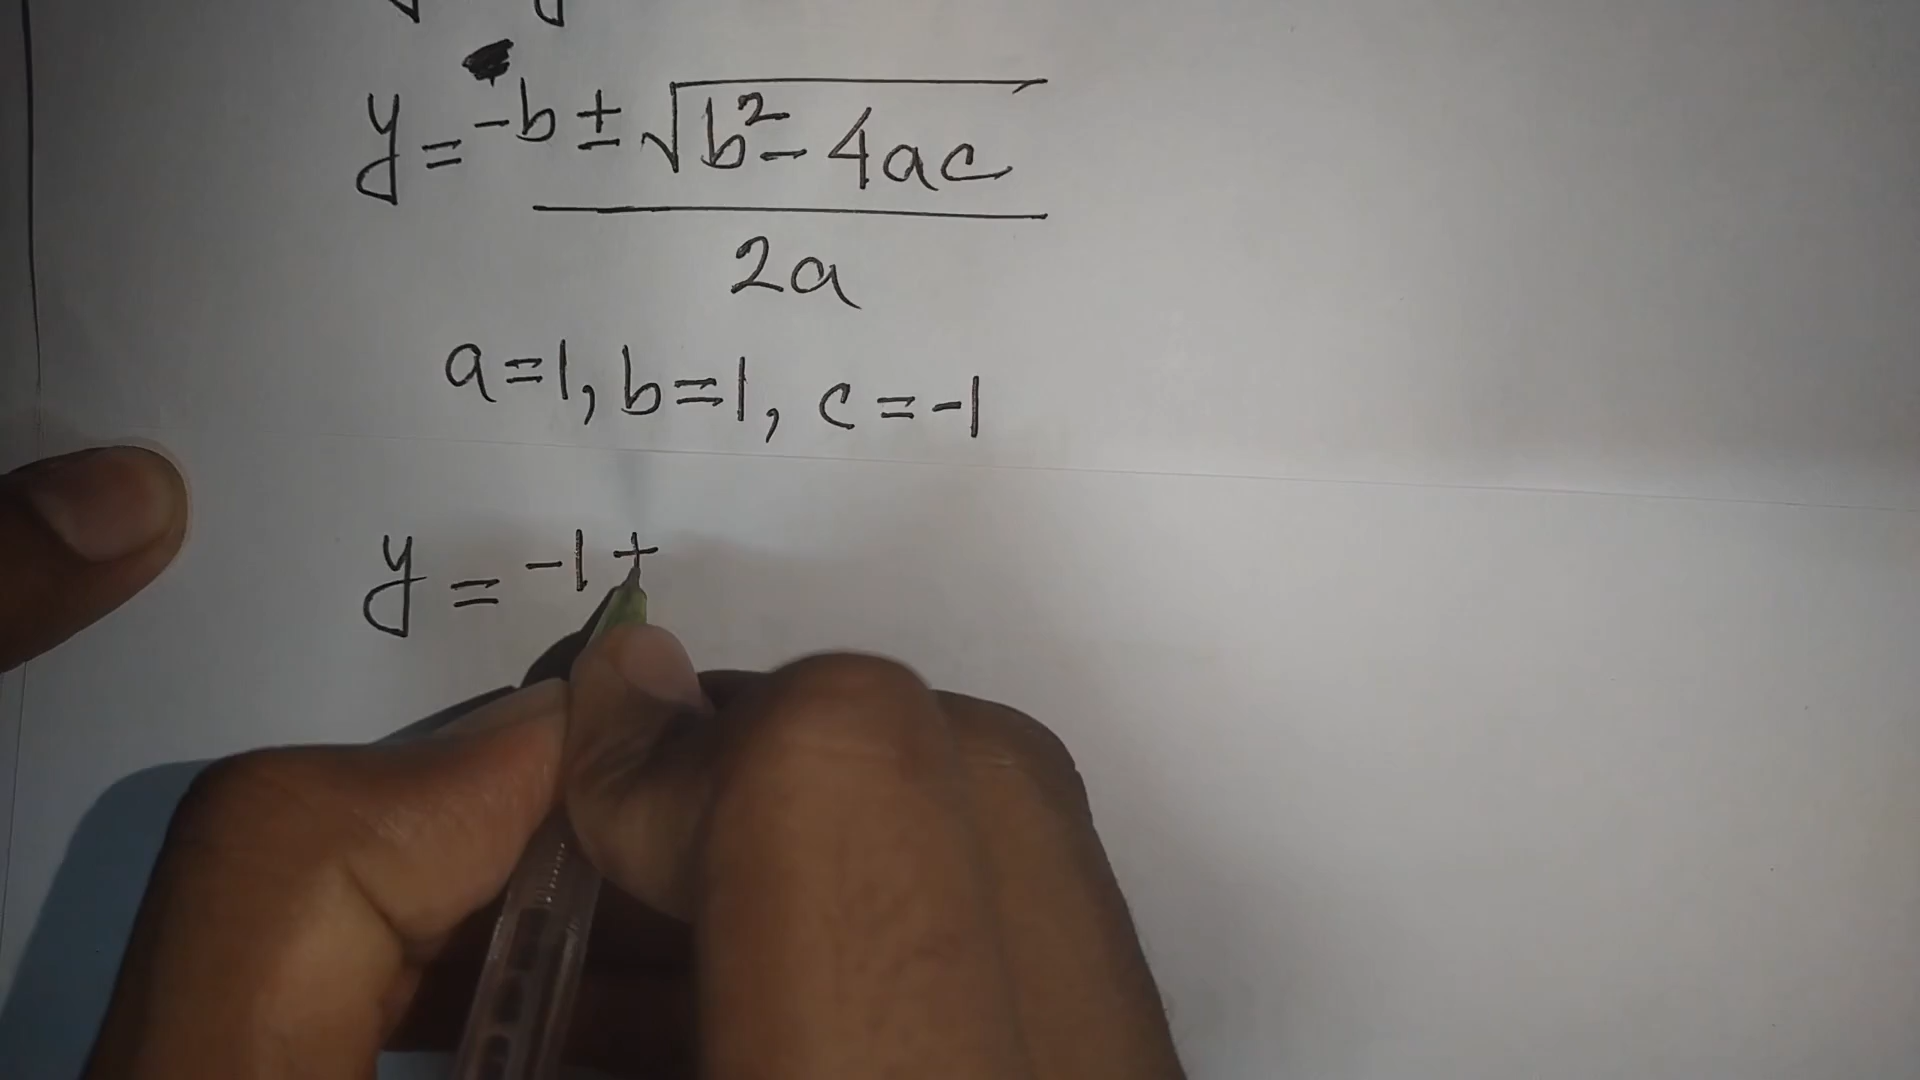 y = -b ± √b² - 4ac
2a
a = 1, b = 1, c = -1
y = -1 +